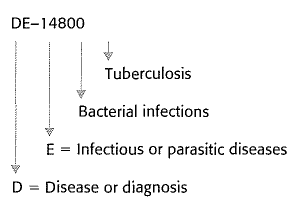 DE–14800
Tuberculosis
Bacterial infections
E = Infectious or parasitic diseases
D = Disease or diagnosis